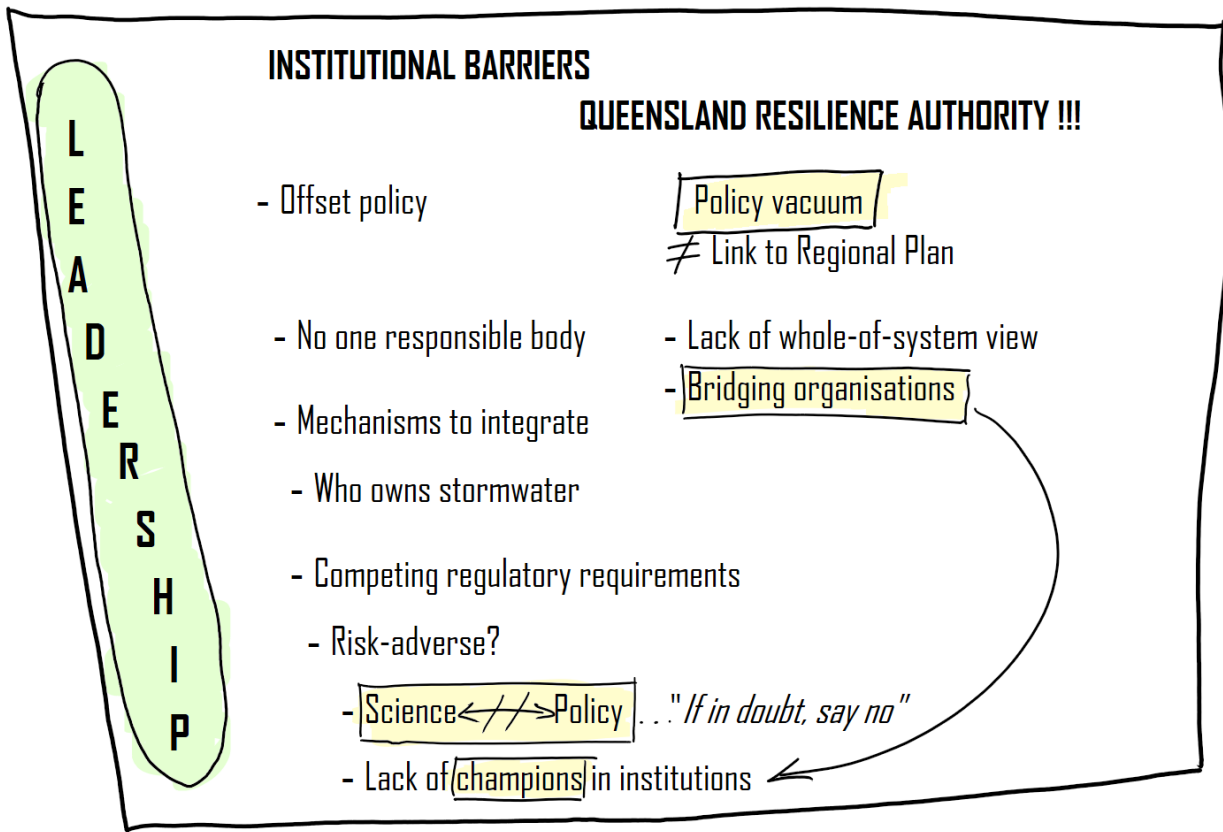 LEADERSHIP
INSTITUTIONAL BARRIERS
QUEENSLAND RESILIENCE AUTHORITY !!!
- Offset policy
Policy vacuum
≠ Link to Regional Plan
- No one responsible body
- Lack of whole-of-system view
- Bridging organisations
- Mechanisms to integrate
- Who owns stormwater
- Competing regulatory requirements
- Risk-adverse?
- Science <-//-> Policy ... "If in doubt, say no"
- Lack of champions in institutions